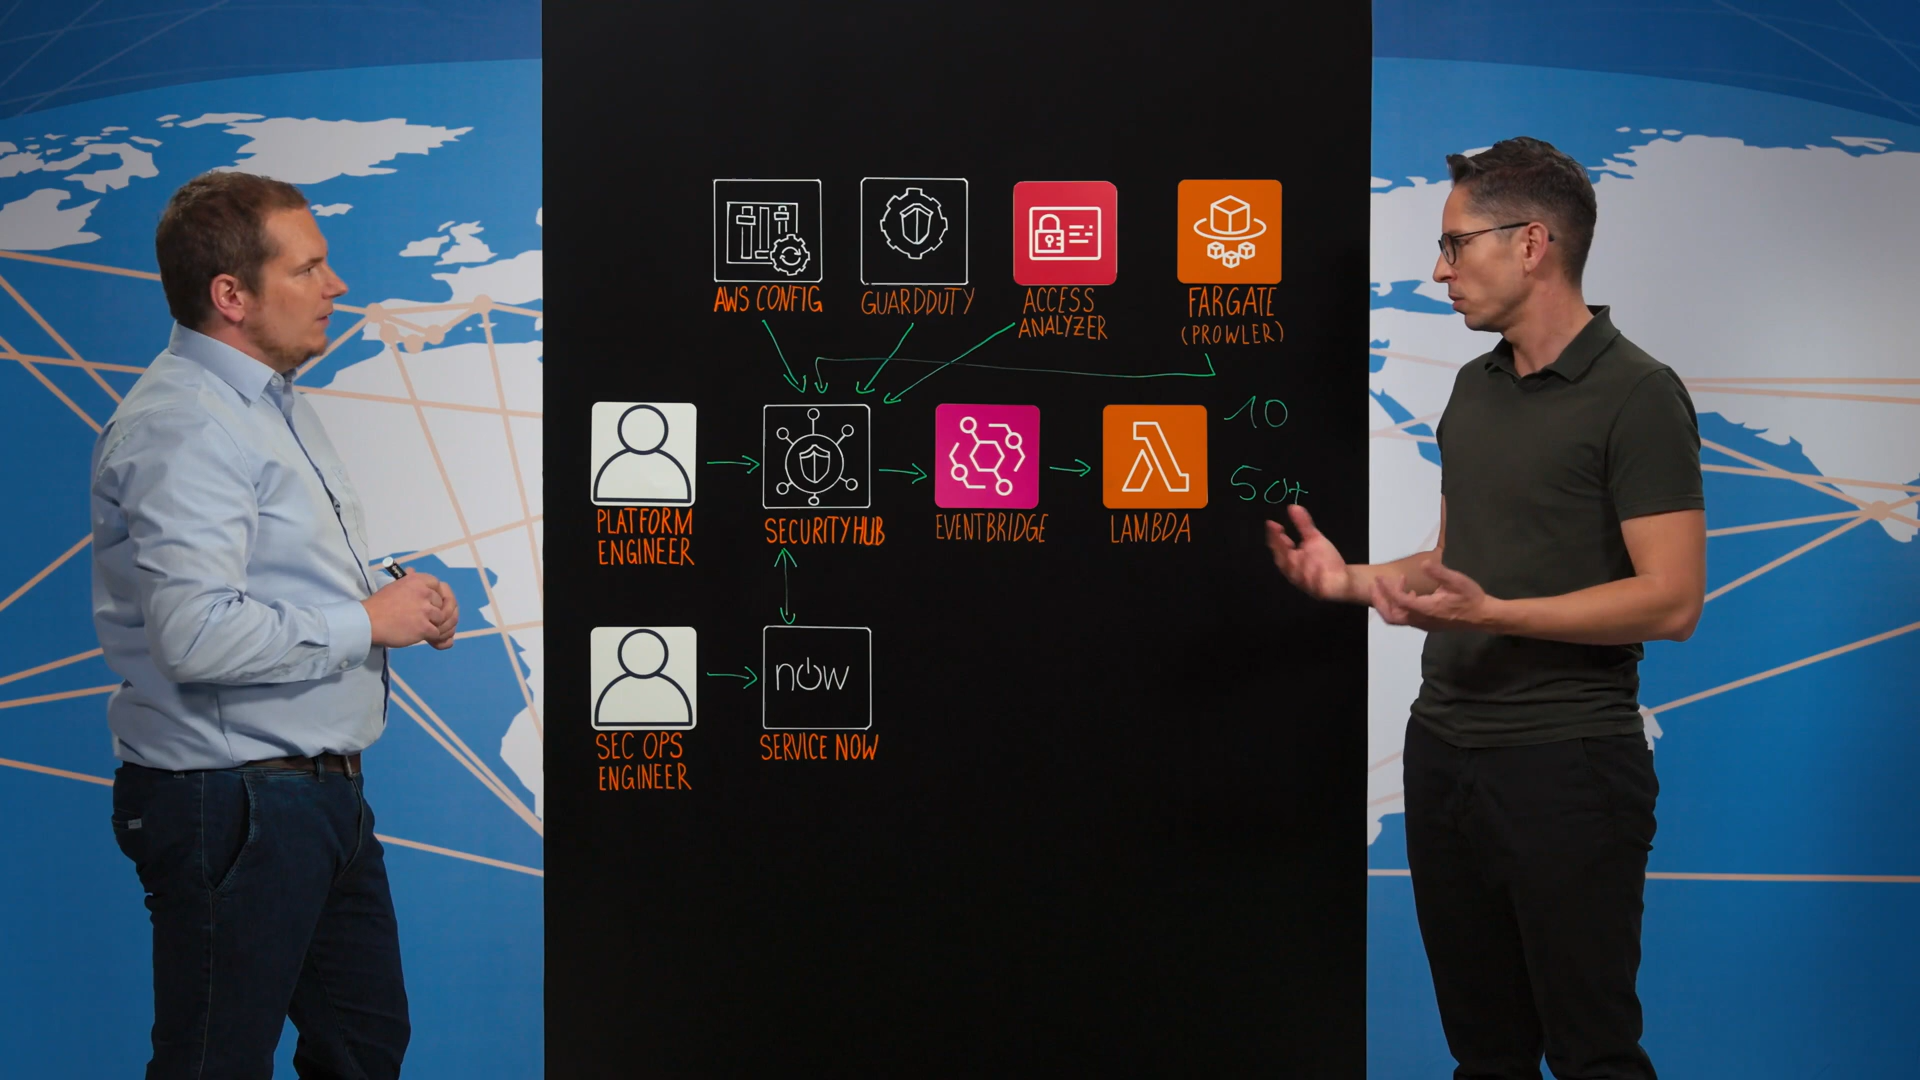 AWS CONFIG
GUARDDUTY
ACCESS
ANALYZER
FARGATE
(PROWLER)
10
50+
PLATFORM
ENGINEER
SECURITY HUB
EVENTBRIDGE
LAMBDA
now
SEC OPS
ENGINEER
SERVICE NOW